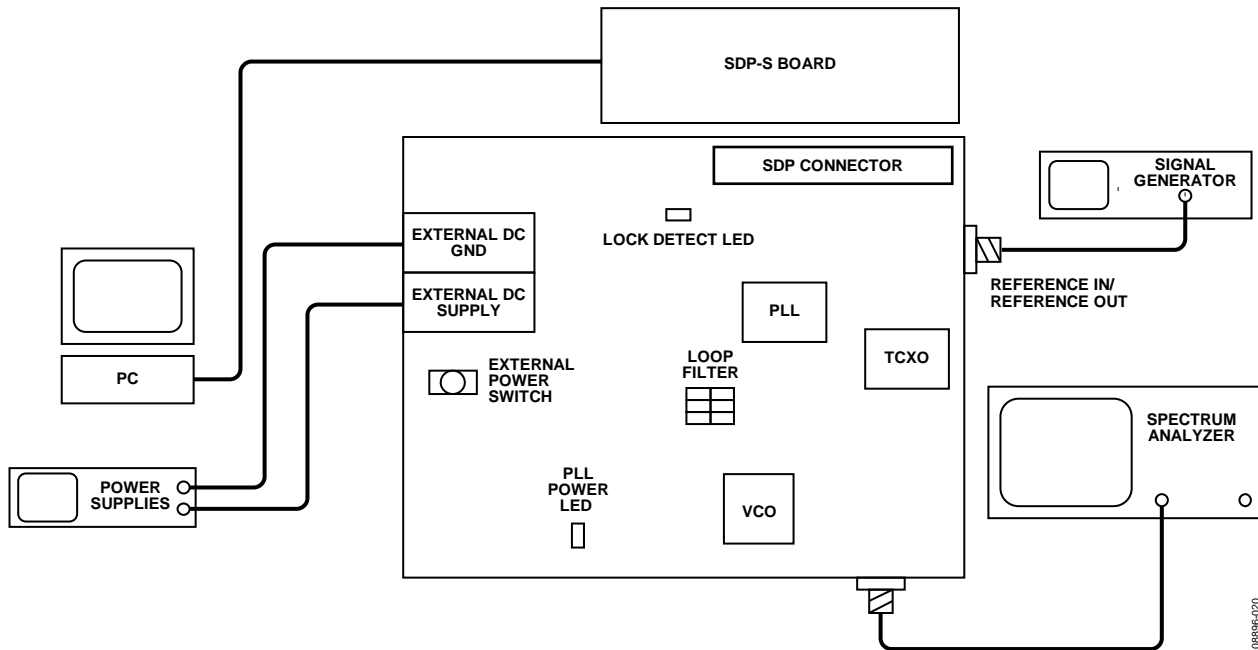 SDP-S BOARD
SDP CONNECTOR
SIGNAL
GENERATOR
EXTERNAL DC
GND
LOCK DETECT LED
EXTERNAL DC
SUPPLY
REFERENCE IN/
REFERENCE OUT
PLL
TCXO
PC
EXTERNAL
POWER
SWITCH
LOOP
FILTER
SPECTRUM
ANALYZER
POWER
SUPPLIES
PLL
POWER
LED
VCO
08896-020